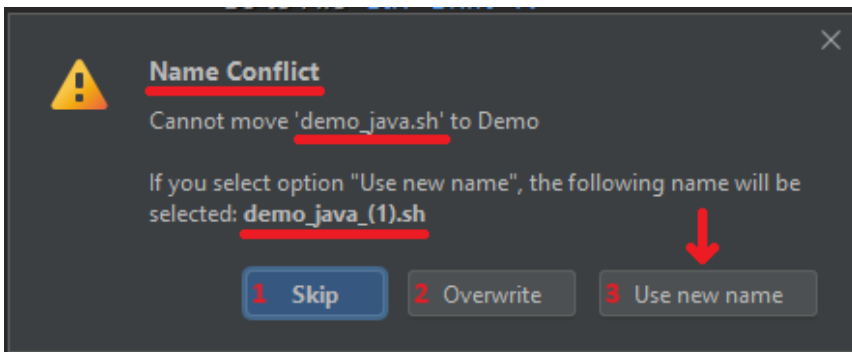 Name Conflict
Cannot move 'demo_java.sh' to Demo
If you select option "Use new name", the following name will be
selected: demo_java_(1).sh
1 Skip 2 Overwrite 3 Use new name